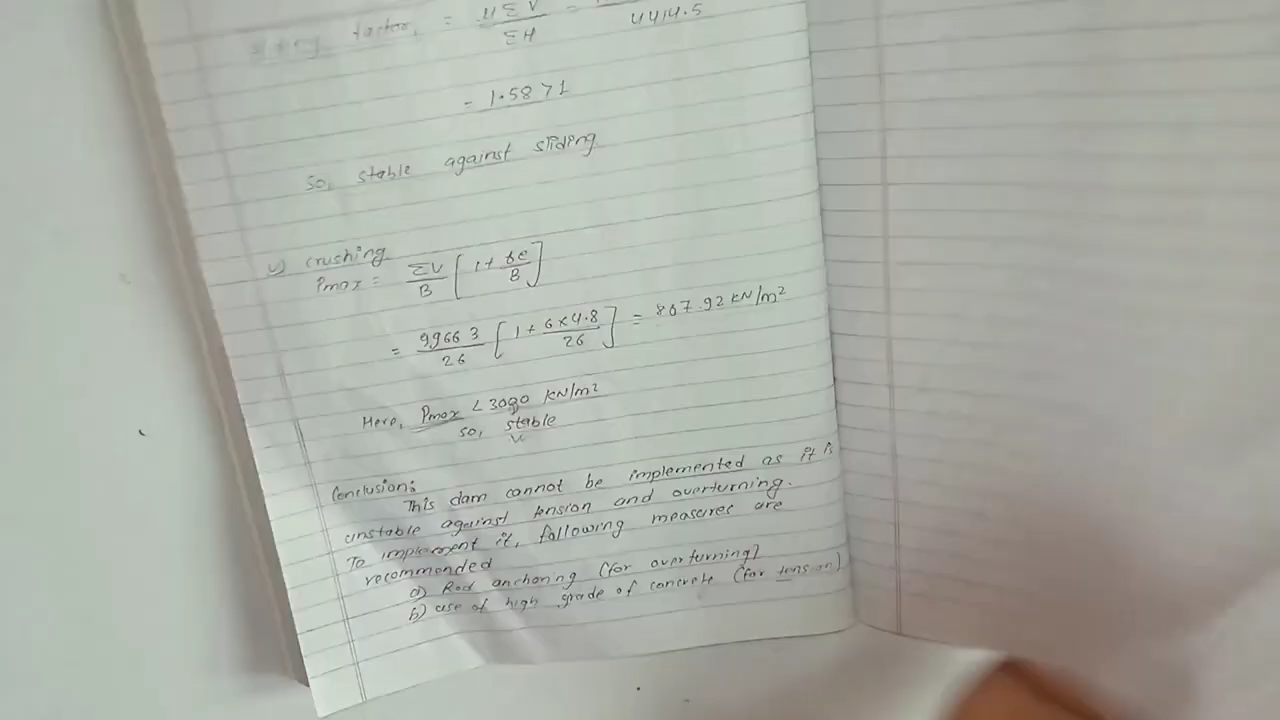 factor, = μΣV / ΣH = / 4414.5
= 1.58 > 1
So, stable against sliding
v) crushing
Pmax = ΣV/B [1 + 6e/B]
= 9966 3/26 [1 + 6×4.8/26] = 807.92 kN/m²
Here, Pmax < 3000 kN/m²
so, stable
Conclusion:
This dam cannot be implemented as it is
unstable against tension and overturning.
To implement it, following measures are
recommended
a) Rod anchoring (for overturning)
b) use of high grade of concrete (for tension)